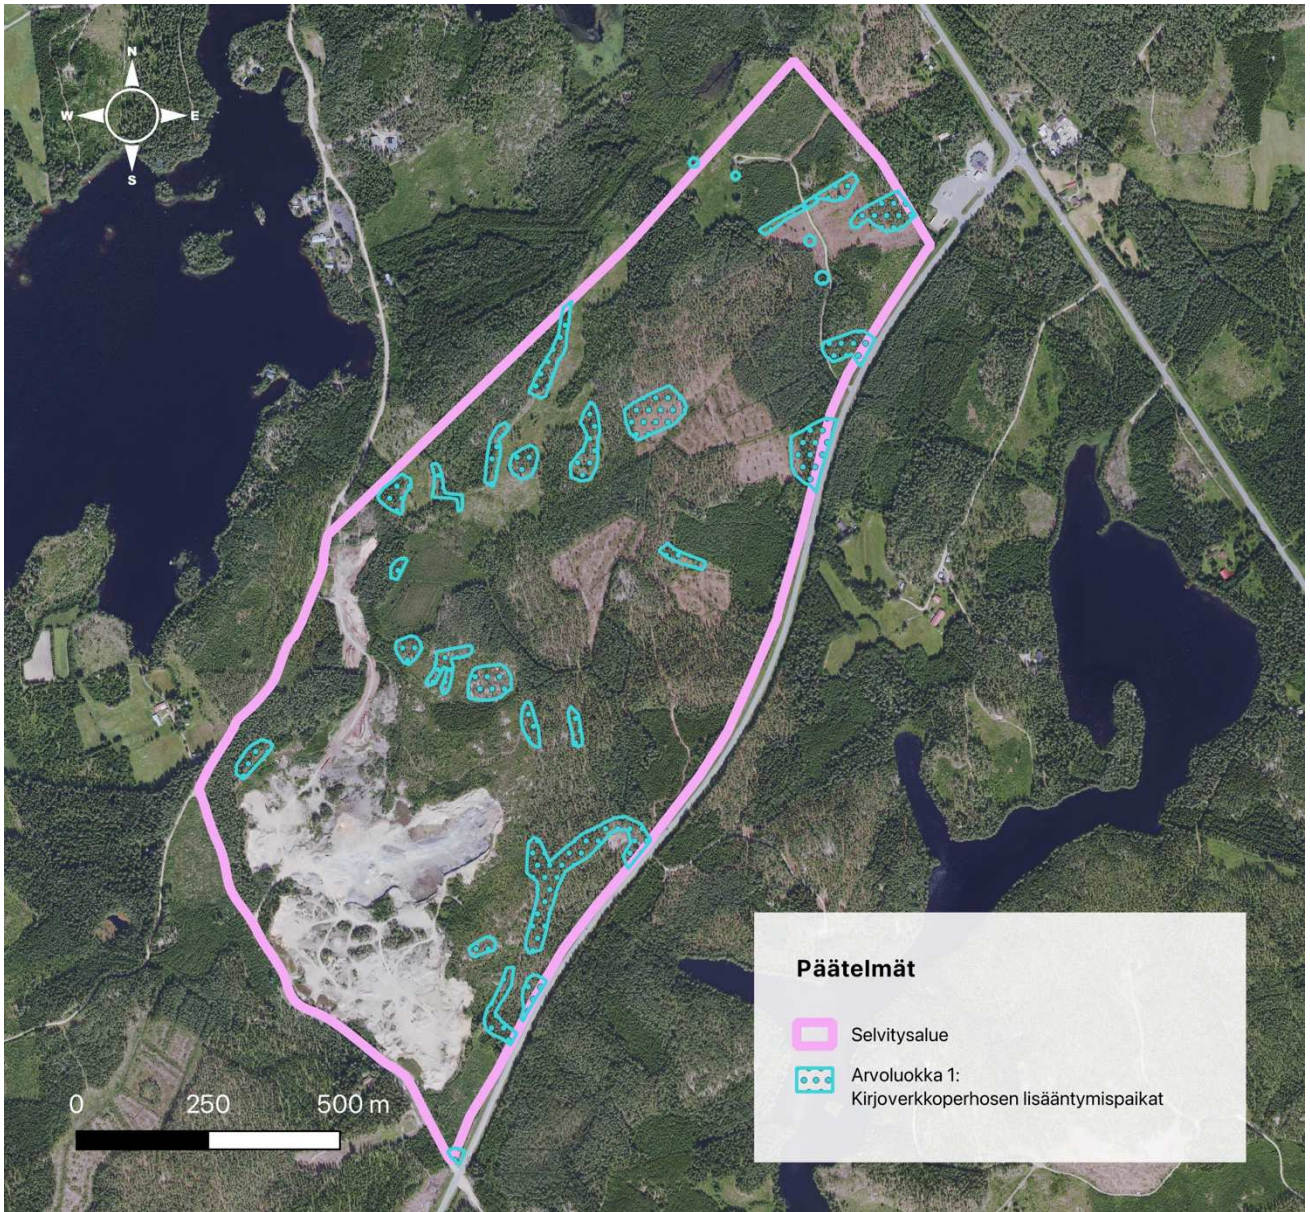 N
W E
S
Päätelmät
Selvitysalue
Arvoluokka 1:
Kirjoverkkoperhosen lisääntymispaikat
0 250 500 m